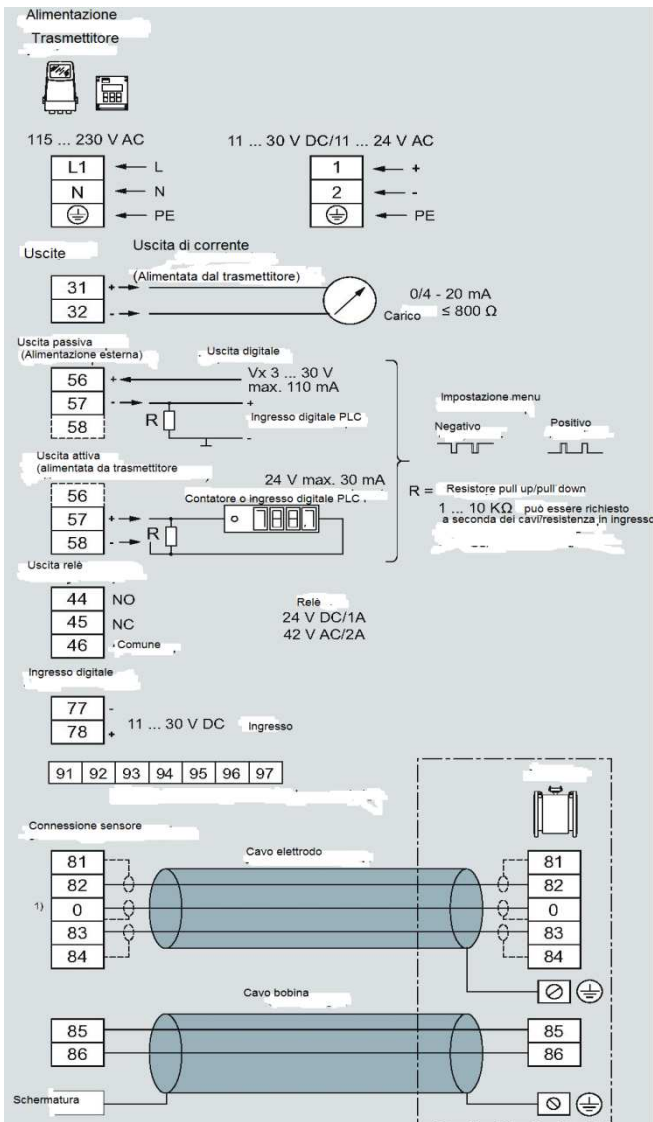 Alimentazione
Trasmettitore
115 ... 230 V AC
11 ... 30 V DC/11 ... 24 V AC
L1 L
N N
PE
1 +
2 -
PE
Uscite
Uscita di corrente
(Alimentata dal trasmettitore)
31 +
32 -
0/4 - 20 mA
Carico ≤ 800 Ω
Uscita passiva
(Alimentazione esterna)
Uscita digitale
56 +
57 -
58
Vx 3 ... 30 V
max. 110 mA
+
R
Ingresso digitale PLC
-
Impostazione menu
Negativo
Positivo
Uscita attiva
(alimentata da trasmettitore
24 V max. 30 mA
Contatore o ingresso digitale PLC
56
57 +
58 -
R
R = Resistore pull up/pull down
1 ... 10 KΩ può essere richiesto
a seconda dei cavi/resistenza in ingresso
Uscita relè
44 NO
45 NC
46 Comune
Relè
24 V DC/1A
42 V AC/2A
Ingresso digitale
77 -
78 +
11 ... 30 V DC Ingresso
91 92 93 94 95 96 97
Connessione sensore
Cavo elettrodo
81 81
82 82
1) 0 0
83 83
84 84
Cavo bobina
85 85
86 86
Schermatura